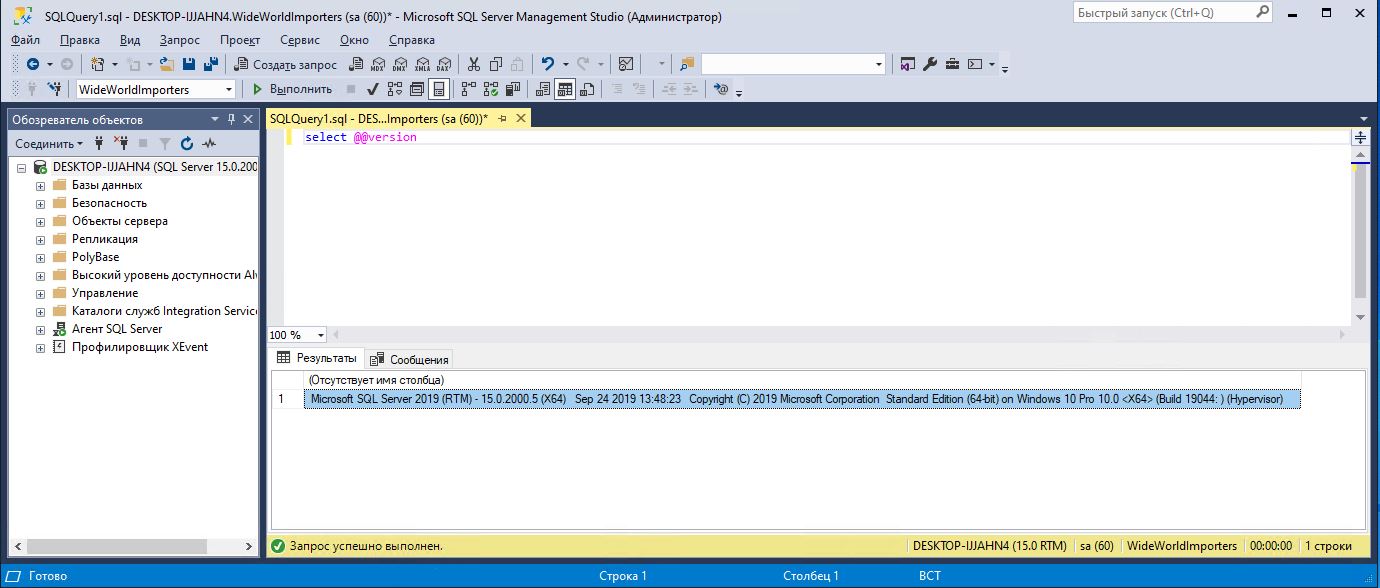 SQLQuery1.sql - DESKTOP-IJJAHN4.WideWorldImporters (sa (60))* - Microsoft SQL Server Management Studio (Администратор)
Быстрый запуск (Ctrl+Q)
Файл Правка Вид Запрос Проект Сервис Окно Справка
Создать запрос MDX DMX XMLA DAX
WideWorldImporters Выполнить
Обозреватель объектов
SQLQuery1.sql - DES...Importers (sa (60))*
Соединить
select @@version
DESKTOP-IJJAHN4 (SQL Server 15.0.200
Базы данных
Безопасность
Объекты сервера
Репликация
PolyBase
Высокий уровень доступности Al
Управление
Каталоги служб Integration Service
Агент SQL Server
Профилировщик XEvent
100 %
Результаты Сообщения
(Отсутствует имя столбца)
1 Microsoft SQL Server 2019 (RTM) - 15.0.2000.5 (X64) Sep 24 2019 13:48:23 Copyright (C) 2019 Microsoft Corporation Standard Edition (64-bit) on Windows 10 Pro 10.0 <X64> (Build 19044: ) (Hypervisor)
Запрос успешно выполнен. DESKTOP-IJJAHN4 (15.0 RTM) sa (60) WideWorldImporters 00:00:00 1 строки
Готово Строка 1 Столбец 1 ВСТ